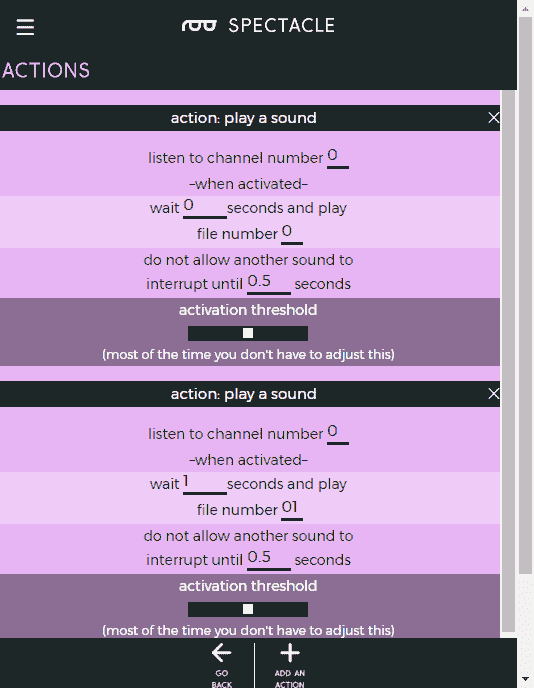 SPECTACLE
ACTIONS
action: play a sound
listen to channel number 0
-when activated-
wait 0 seconds and play
file number 0
do not allow another sound to
interrupt until 0.5 seconds
activation threshold
(most of the time you don't have to adjust this)
action: play a sound
listen to channel number 0
-when activated-
wait 1 seconds and play
file number 01
do not allow another sound to
interrupt until 0.5 seconds
activation threshold
(most of the time you don't have to adjust this)
GO BACK
ADD AN ACTION